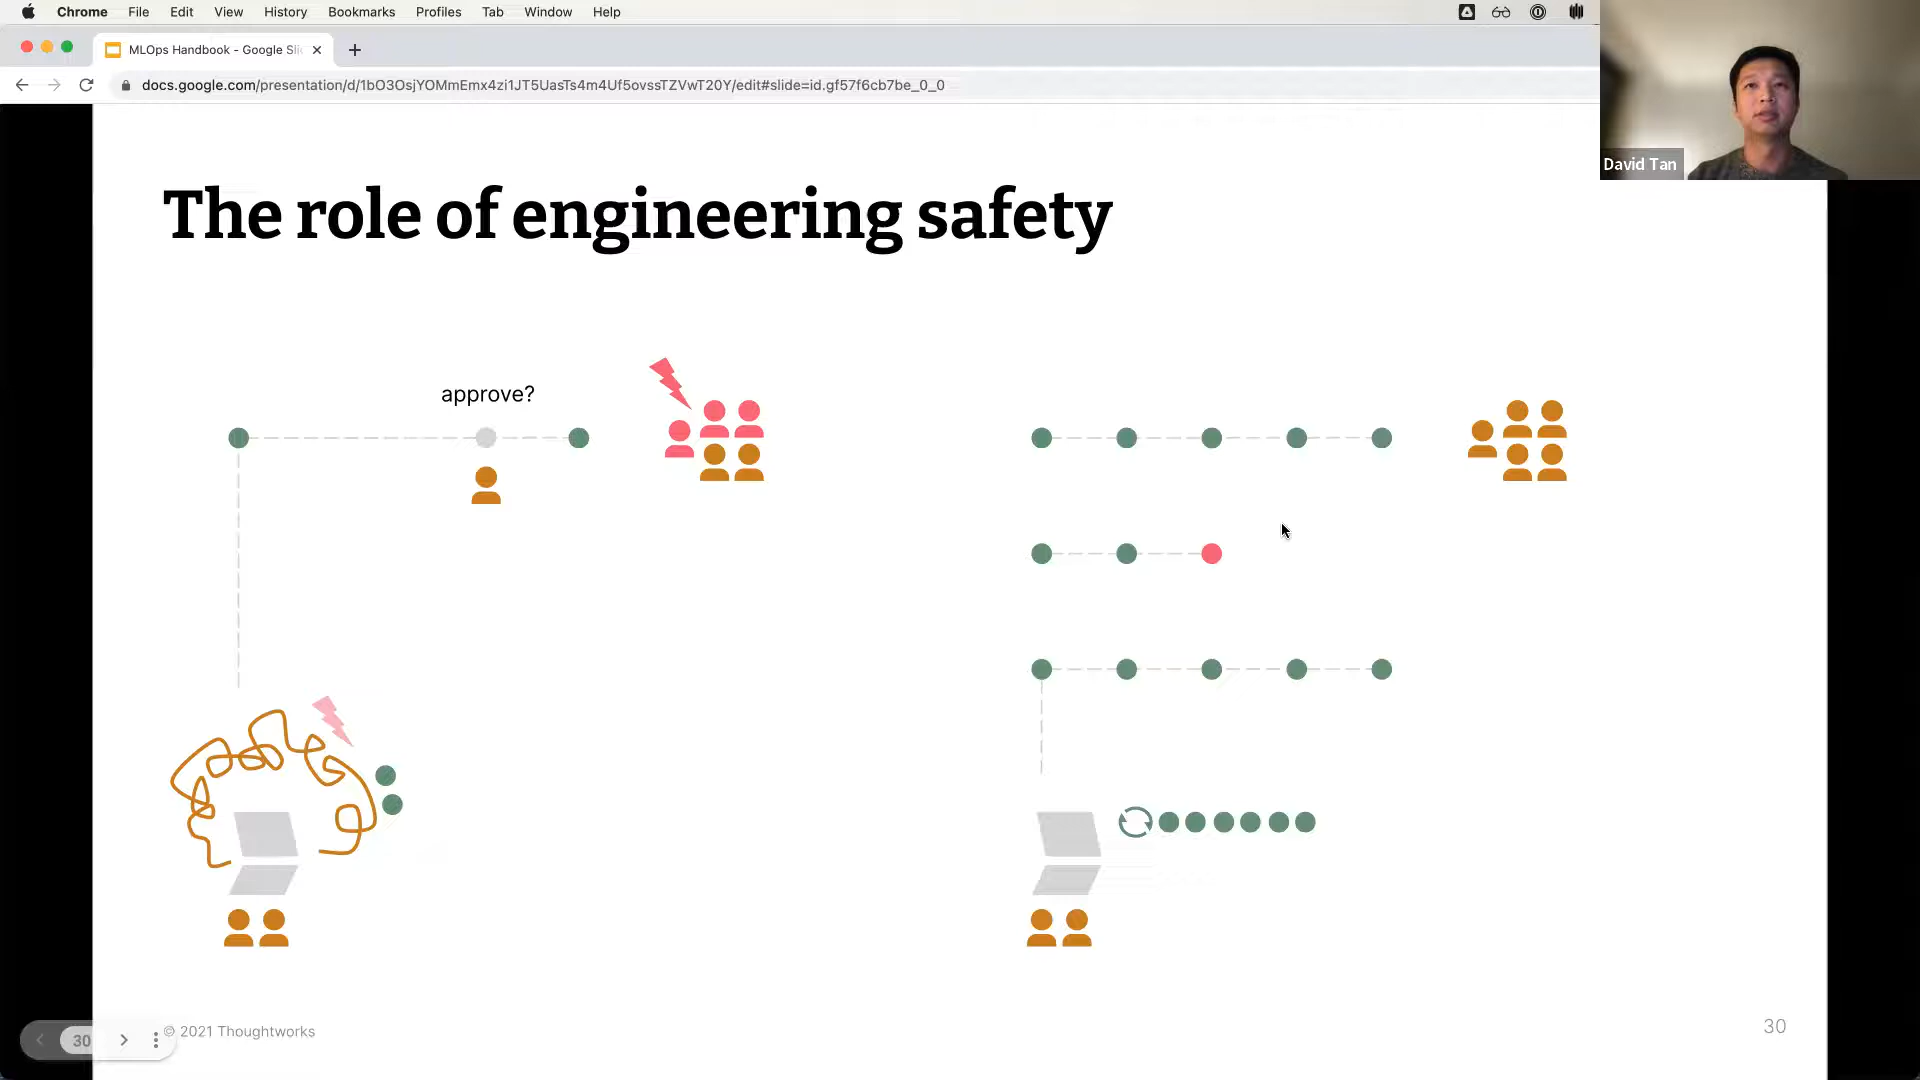 Chrome File Edit View History Bookmarks Profiles Tab Window Help
MLOps Handbook - Google Sli
docs.google.com/presentation/d/1bO3OsjYOMmEmx4zi1JT5UasTs4m4Uf5ovssTZVwT20Y/edit#slide=id.gf57f6cb7be_0_0
David Tan
The role of engineering safety
approve?
30
© 2021 Thoughtworks
30